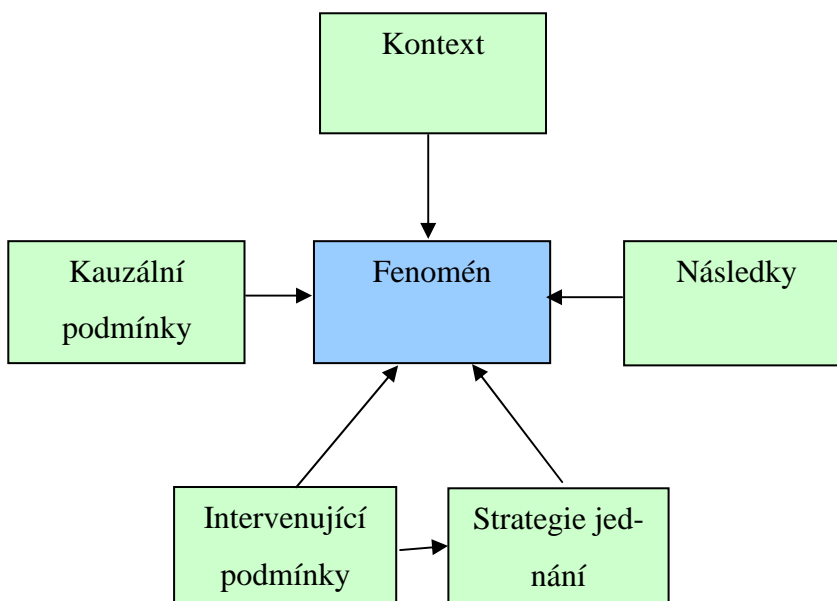 Kontext
Kauzální
podmínky
Fenomén
Následky
Intervenující
podmínky
Strategie jed-
nání